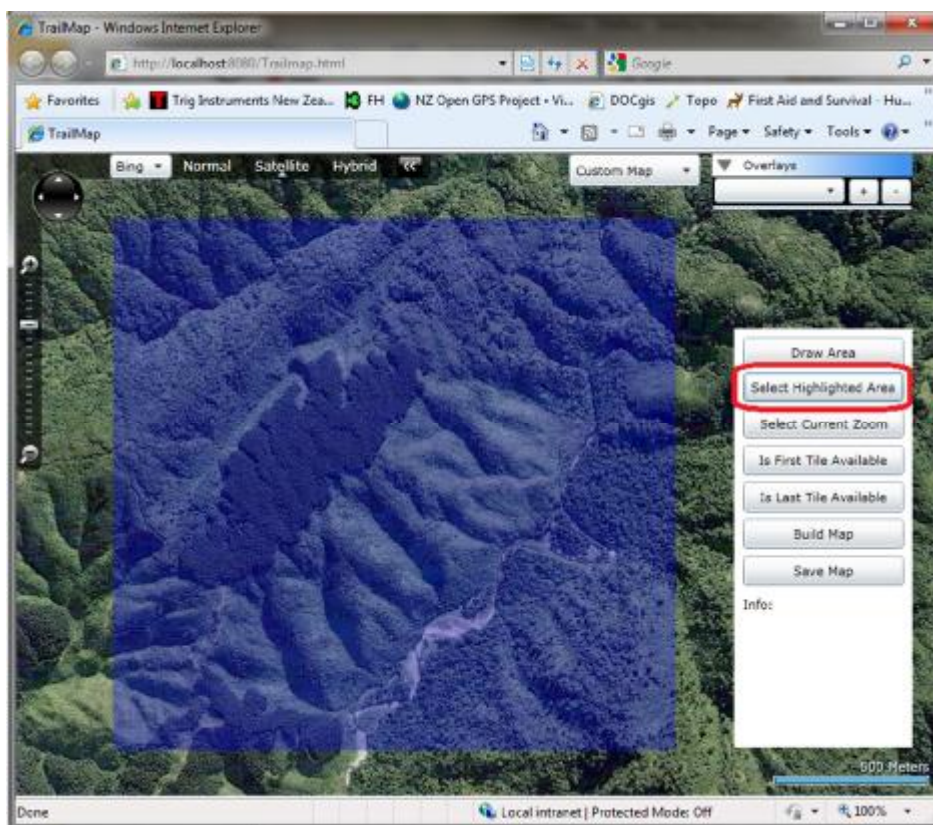 TrailMap - Windows Internet Explorer
http://localhost:8080/Trailmap.html
Google
Favorites Trig Instruments New Zea... FH NZ Open GPS Project - Vi... DOCgis Topo First Aid and Survival - Hu...
TrailMap
Page Safety Tools
Bing Normal Satellite Hybrid << Custom Map Overlays
+ -
Draw Area
Select Highlighted Area
Select Current Zoom
Is First Tile Available
Is Last Tile Available
Build Map
Save Map
Info:
500 Meters
Done Local intranet | Protected Mode: Off 100%